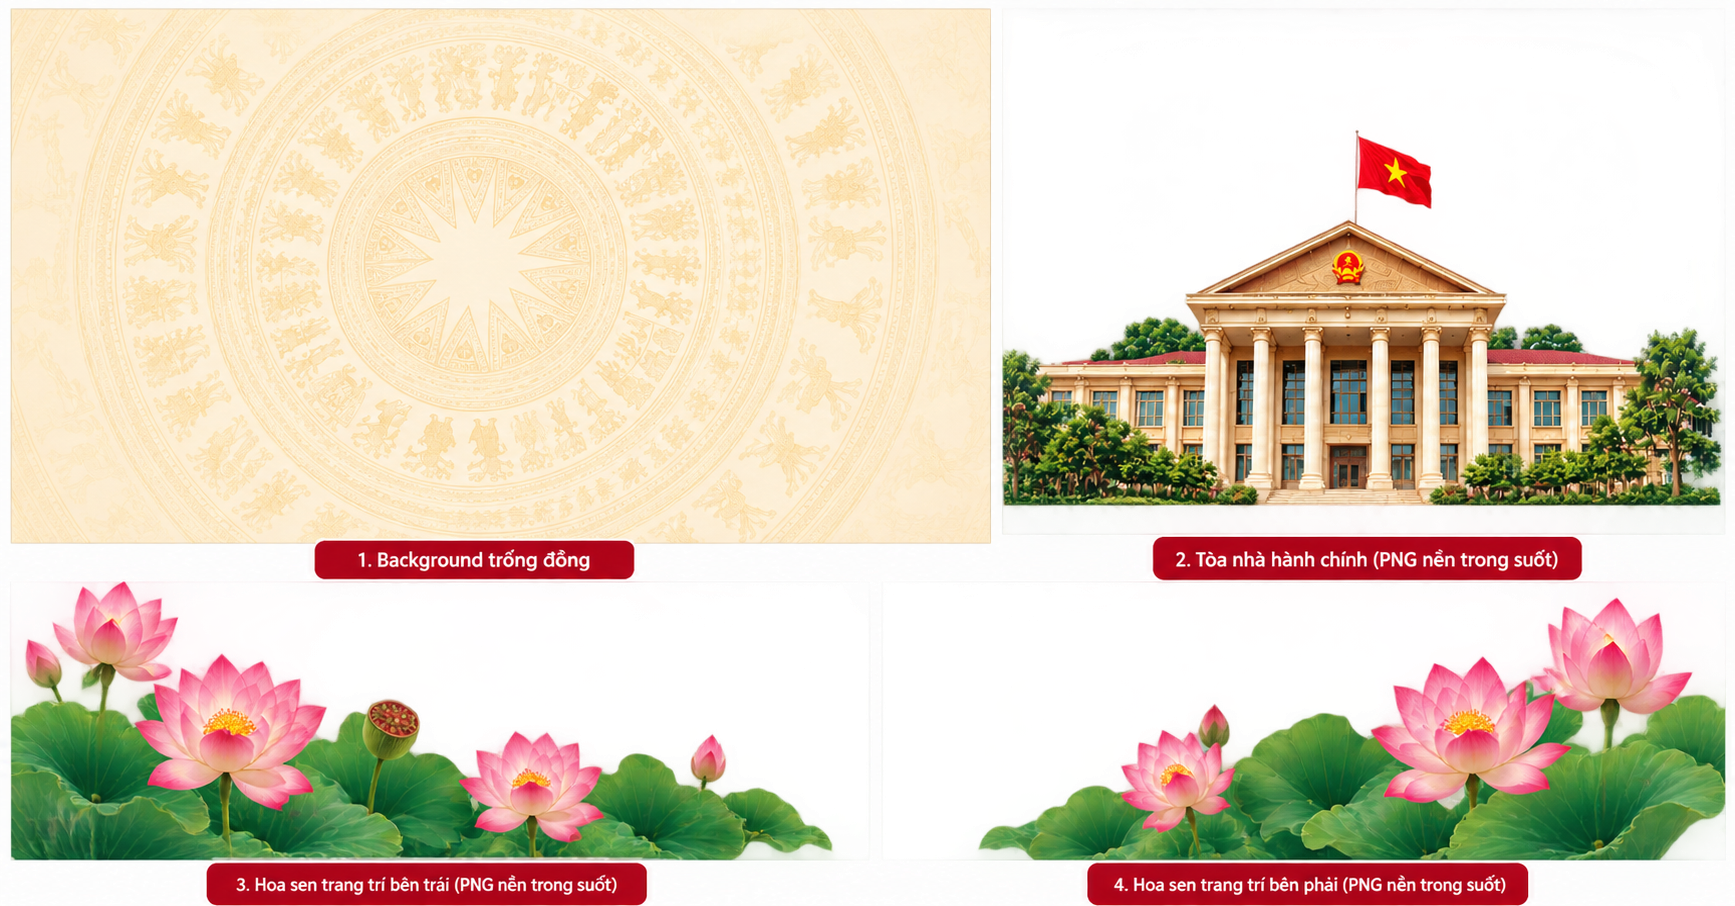 1. Background trống đồng
2. Tòa nhà hành chính (PNG nền trong suốt)
3. Hoa sen trang trí bên trái (PNG nền trong suốt)
4. Hoa sen trang trí bên phải (PNG nền trong suốt)